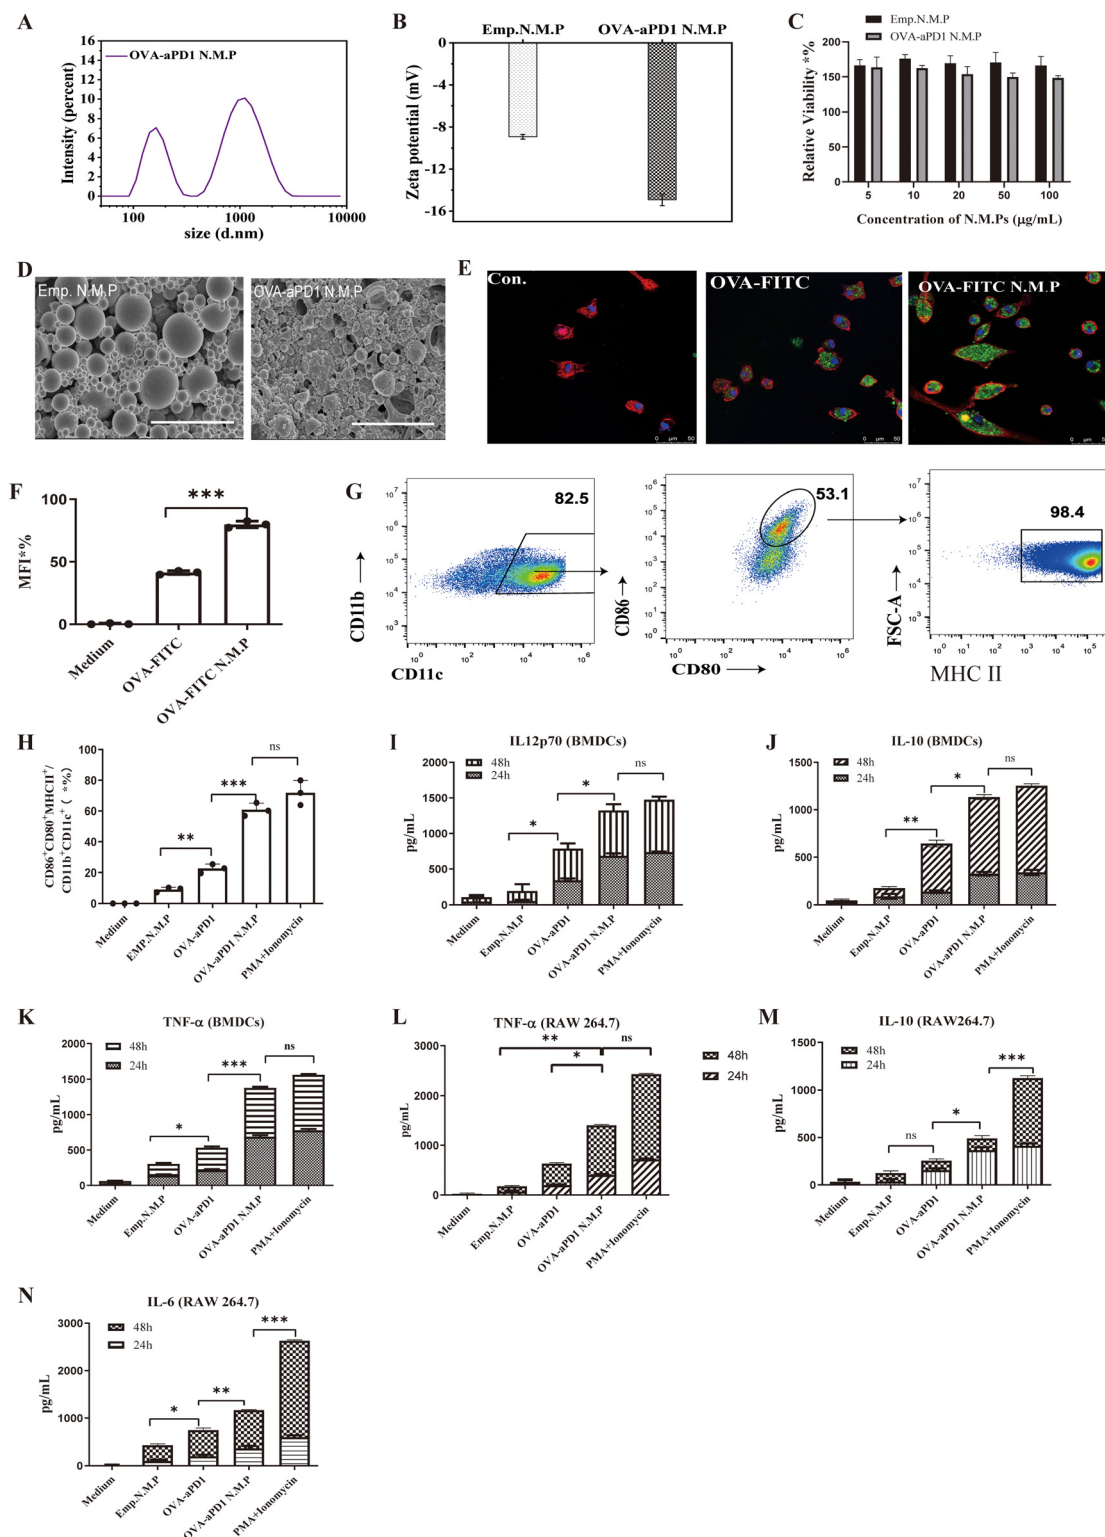 A
OVA-aPD1 N.M.P
Intensity (percent)
16
14
12
10
8
6
4
2
0
100
1000
10000
size (d.nm)
B
Emp.N.M.P
OVA-aPD1 N.M.P
Zeta potential (mV)
0
-4
-8
-12
-16
C
Emp.N.M.P
OVA-aPD1 N.M.P
Relative Viability *%
200
150
100
50
0
5
10
20
50
100
Concentration of N.M.Ps (μg/mL)
D
Emp. N.M.P
OVA-aPD1 N.M.P
E
Con.
OVA-FITC
OVA-FITC N.M.P
0 μm 50
0 μm 50
0 μm 50
F
MFI*%
100
50
0
***
Medium
OVA-FITC
OVA-FITC N.M.P
G
82.5
CD11b
CD11c
53.1
CD86
CD80
98.4
FSC-A
MHC II
H
CD86+CD80+MHCII+/
CD11b+CD11c+ ( *%)
100
80
60
40
20
0
**
***
ns
Medium
EMP.N.M.P
OVA-aPD1
OVA-aPD1 N.M.P
PMA+Ionomycin
I
IL12p70 (BMDCs)
48h
24h
pg/mL
2000
1500
1000
500
0
*
*
ns
Medium
Emp.N.M.P
OVA-aPD1
OVA-aPD1 N.M.P
PMA+Ionomycin
J
IL-10 (BMDCs)
48h
24h
pg/mL
1500
1000
500
0
**
*
ns
Medium
Emp.N.M.P
OVA-aPD1
OVA-aPD1 N.M.P
PMA+Ionomycin
K
TNF-α (BMDCs)
48h
24h
pg/mL
2000
1500
1000
500
0
*
***
ns
Medium
Emp.N.M.P
OVA-aPD1
OVA-aPD1 N.M.P
PMA+Ionomycin
L
TNF-α (RAW 264.7)
48h
24h
pg/mL
3000
2000
1000
0
**
*
ns
Medium
Emp.N.M.P
OVA-aPD1
OVA-aPD1 N.M.P
PMA+Ionomycin
M
IL-10 (RAW264.7)
48h
24h
pg/mL
1500
1000
500
0
ns
*
***
Medium
Emp.N.M.P
OVA-aPD1
OVA-aPD1 N.M.P
PMA+Ionomycin
N
IL-6 (RAW 264.7)
48h
24h
pg/mL
3000
2000
1000
0
*
**
***
Medium
Emp.N.M.P
OVA-aPD1
OVA-aPD1 N.M.P
PMA+Ionomycin